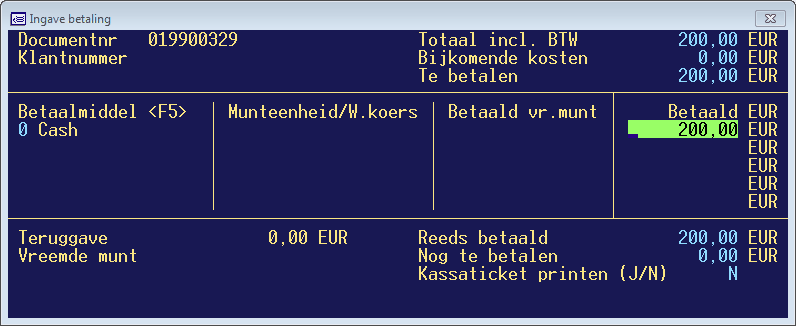 Ingave betaling
Documentnr 019900329 Totaal incl. BTW 200,00 EUR
Klantnummer Bijkomende kosten 0,00 EUR
Te betalen 200,00 EUR
Betaalmiddel <F5> Munteenheid/W.koers Betaald vr.munt Betaald EUR
0 Cash 200,00 EUR
EUR
EUR
EUR
EUR
Teruggave 0,00 EUR Reeds betaald 200,00 EUR
Vreemde munt Nog te betalen 0,00 EUR
Kassaticket printen (J/N) N